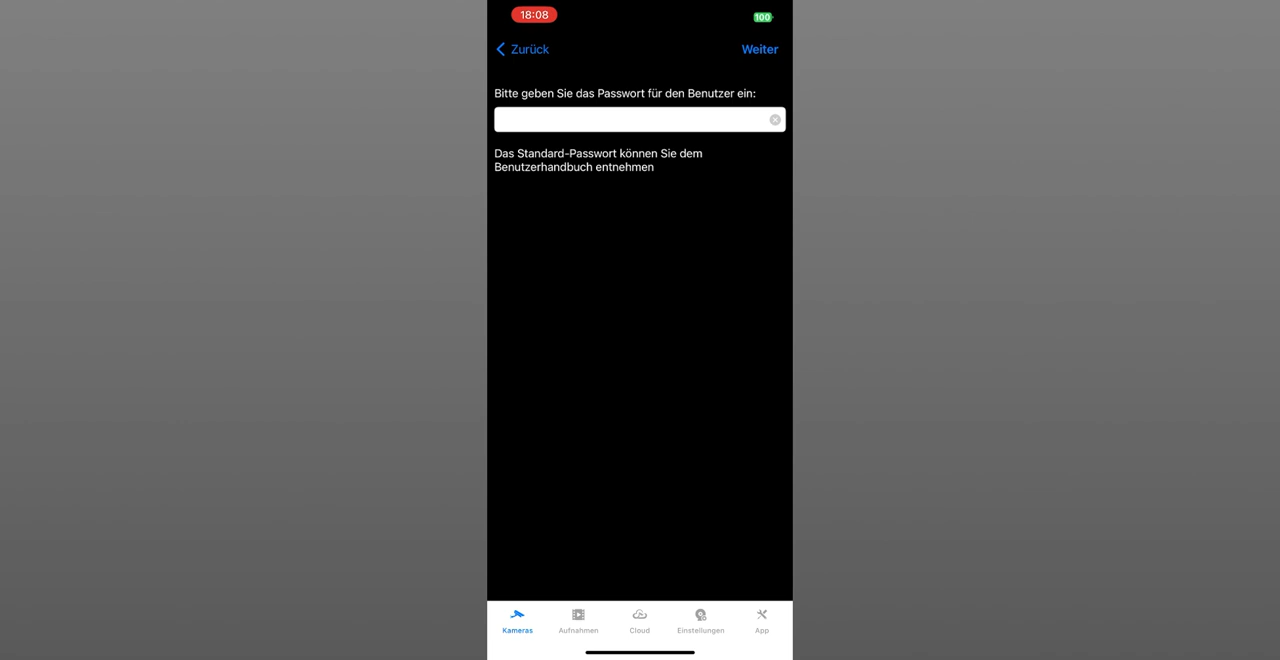 18:08
100
Zurück
Weiter
Bitte geben Sie das Passwort für den Benutzer ein:
Das Standard-Passwort können Sie dem
Benutzerhandbuch entnehmen
Kameras
Aufnahmen
Cloud
Einstellungen
App